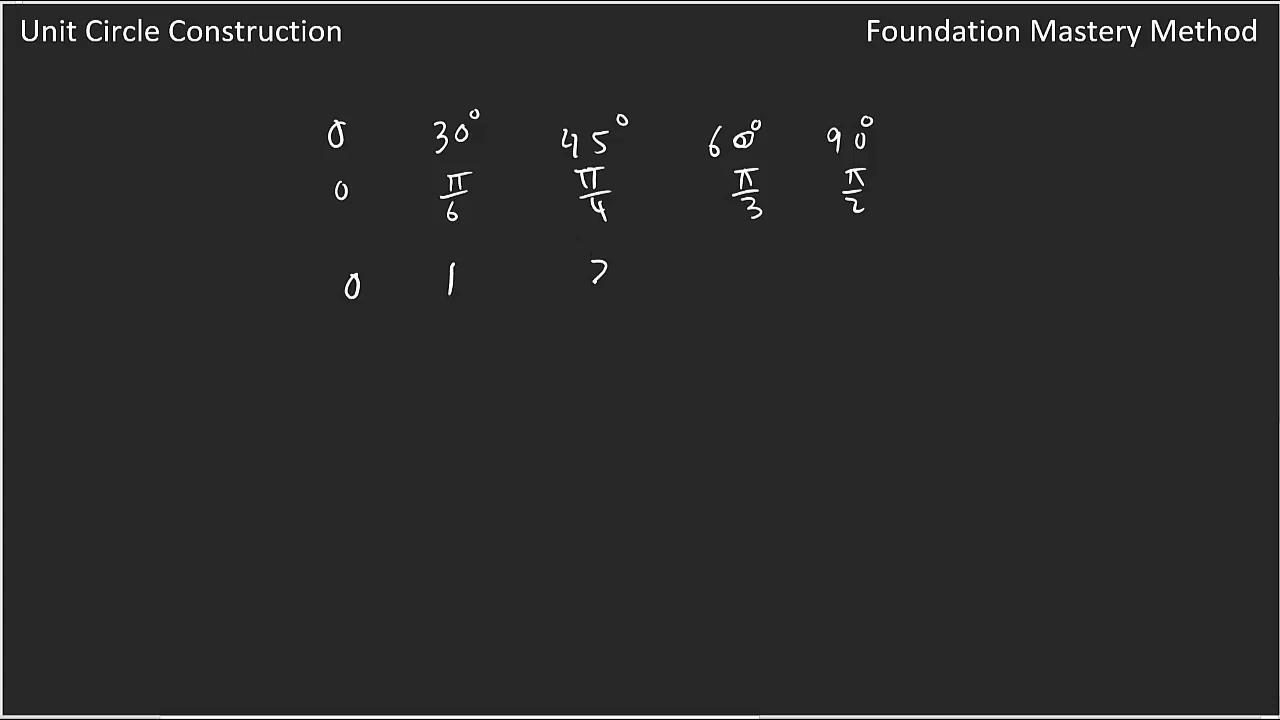 Unit Circle Construction Foundation Mastery Method
0 30° 45° 60° 90°
0 π/6 π/4 π/3 π/2
0 1 2